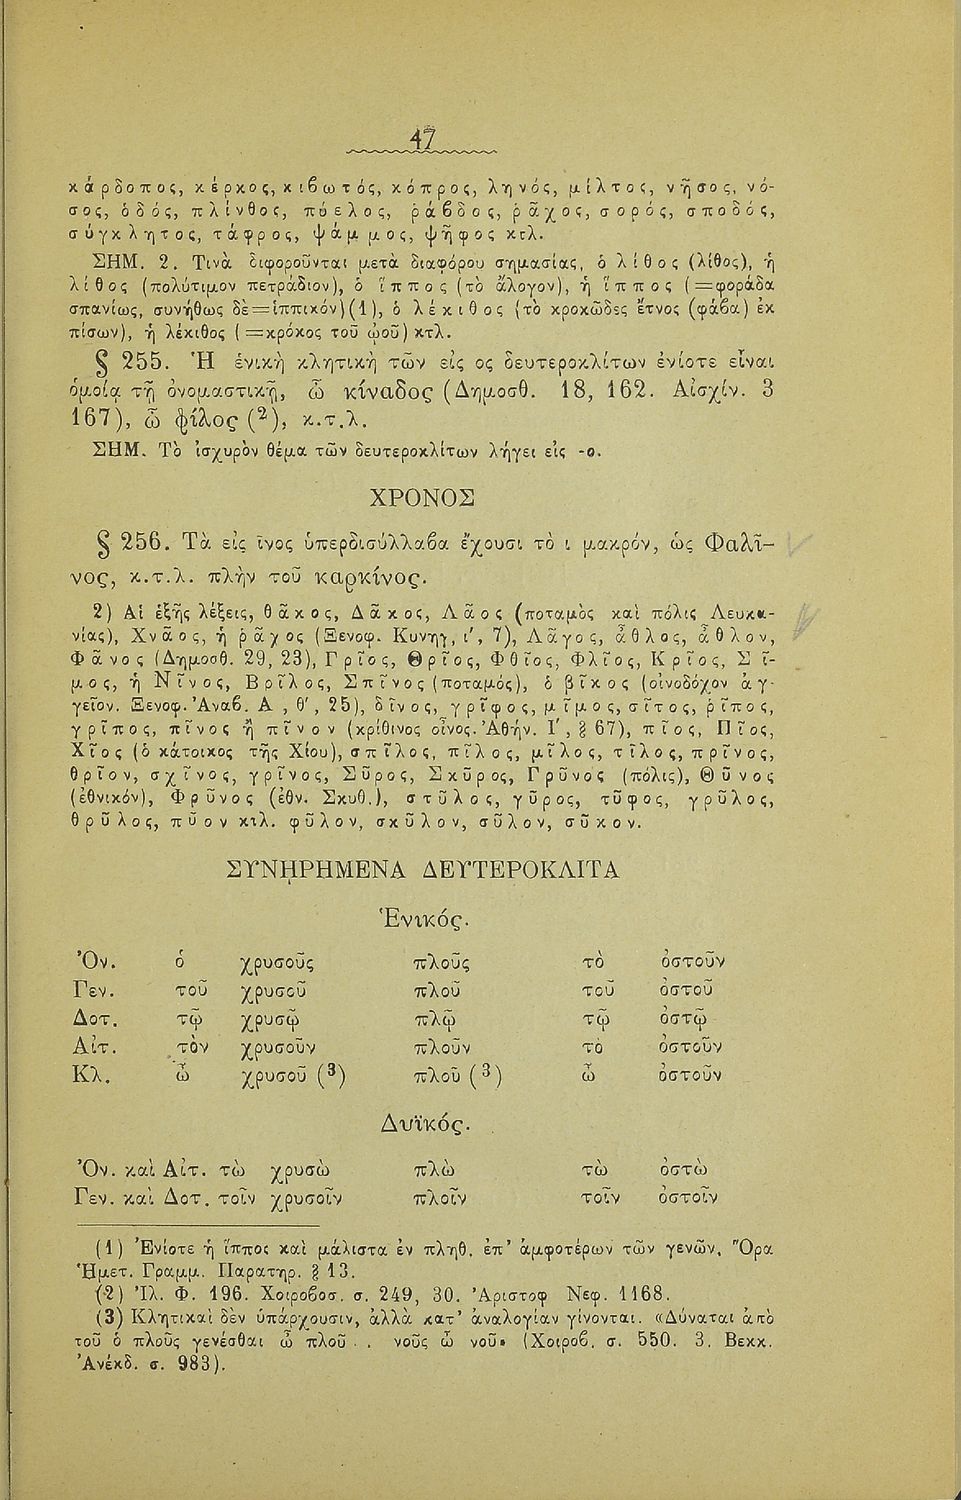 47
κάρδοπος, κέρκος, κιβωτός, κόπρος, ληνός, μίλτος, νῆσος, νό-
σος, ὁδός, πλίνθος, πύελος, ῥάβδος, ῥᾶχος, σορός, σποδός,
σύγκλητος, τάφρος, ψάμμος, ψῆφος κτλ.
ΣΗΜ. 2. Τινὰ διφοροῦνται μετὰ διαφόρου σημασίας, ὁ λίθος (λίθος), ἡ
λίθος (πολύτιμον πετράδιον), ὁ ἵππος (τὸ ἄλογον), ἡ ἵππος (=φοράδα
σπανίως, συνήθως δὲ=ἱππικόν)(1), ὁ λέκιθος (τὸ κροκῶδες ἔτνος (φάβα) ἐκ
πίσων), ἡ λέκιθος (=κρόκος τοῦ ὠοῦ) κτλ.
§ 255. Ἡ ἑνικὴ κλητικὴ τῶν εἰς ος δευτεροκλίτων ἐνίοτε εἶναι
ὁμοία τῇ ὀνομαστικῇ, ὦ κίναδος (Δημοσθ. 18, 162. Αἰσχίν. 3
167), ὦ φίλος (2), κ.τ.λ.
ΣΗΜ. Τὸ ἰσχυρὸν θέμα τῶν δευτεροκλίτων λήγει εἰς -ο.
ΧΡΟΝΟΣ
§ 256. Τὰ εἰς ῖνος ὑπερδισύλλαβα ἔχουσι τὸ ι μακρόν, ὡς Φαλῖ-
νος, κ.τ.λ. πλὴν τοῦ καρκίνος.
2) Αἱ ἑξῆς λέξεις, θᾶκος, Δᾶκος, Λᾶος (ποταμὸς καὶ πόλις Λευκα-
νίας), Χνᾶος, ἡ ῥᾶχος (Ξενοφ. Κυνηγ, ι', 7), Λᾶγος, ἆθλος, ἆθλον,
Φᾶνος (Δημοσθ. 29, 23), Γρῖος, Θρῖος, Φθῖος, Φλῖος, Κρῖος, Σῖ-
μος, ἡ Νῖνος, Βρῖλος, Σπῖνος (ποταμός), ὁ βῖκος (οἰνοδόχον ἀγ-
γεῖον. Ξενοφ. Ἀναβ. Α, θ', 25), δῖνος, γρῖφος, μῖμος, σῖτος, ῥῖπος,
γρῖπος, πῖνος ἢ πῖνον (κρίθινος οἶνος. Ἀθήν. Γ', § 67), πῖος, Πῖος,
Χῖος (ὁ κάτοικος τῆς Χίου), σπῖλος, πῖλος, μῖλος, τῖλος, πρῖνος,
θρῖον, σχῖνος, γρῖνος, Σῦρος, Σκῦρος, Γρῦνος (πόλις), Θῦνος
(ἐθνικόν), Φρῦνος (ἐθν. Σκυθ.), στῦλος, γῦρος, τῦφος, γρῦλος,
θρῦλος, πῦον κτλ. φῦλον, σκῦλον, σῦλον, σῦκον.
ΣΥΝΗΡΗΜΕΝΑ ΔΕΥΤΕΡΟΚΛΙΤΑ
Ἑνικός.
Ὀν. ὁ χρυσοῦς πλοῦς τὸ ὀστοῦν
Γεν. τοῦ χρυσοῦ πλοῦ τοῦ ὀστοῦ
Δοτ. τῷ χρυσῷ πλῷ τῷ ὀστῷ
Αἰτ. τὸν χρυσοῦν πλοῦν τὸ ὀστοῦν
Κλ. ὦ χρυσοῦ (3) πλοῦ (3) ὦ ὀστοῦν
Δυϊκός.
Ὀν. καὶ Αἰτ. τὼ χρυσὼ πλὼ τὼ ὀστὼ
Γεν. καὶ Δοτ. τοῖν χρυσοῖν πλοῖν τοῖν ὀστοῖν
(1) Ἐνίοτε ἡ ἵππος καὶ μάλιστα ἐν πληθ. ἐπ' ἀμφοτέρων τῶν γενῶν. Ὅρα
Ἡμετ. Γραμμ. Παρατηρ. § 13.
(2) Ἰλ. Φ. 196. Χοιροβοσ. σ. 249, 30. Ἀριστοφ Νεφ. 1168.
(3) Κλητικαὶ δὲν ὑπάρχουσιν, ἀλλὰ κατ' ἀναλογίαν γίνονται. «Δύναται ἀπὸ
τοῦ ὁ πλοῦς γενέσθαι ὦ πλοῦ . . νοῦς ὦ νοῦ» (Χοιροβ. σ. 550. 3. Βεκκ.
Ἀνέκδ. σ. 983).